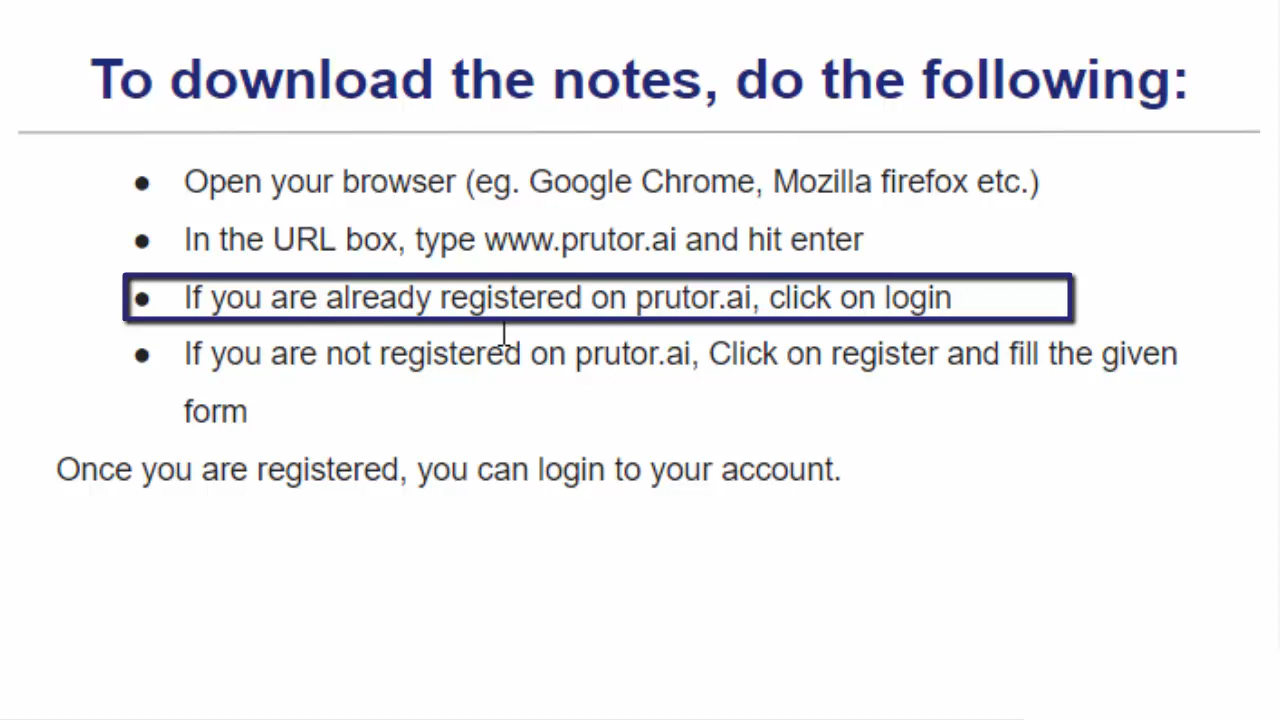 To download the notes, do the following:
● Open your browser (eg. Google Chrome, Mozilla firefox etc.)
● In the URL box, type www.prutor.ai and hit enter
● If you are already registered on prutor.ai, click on login
● If you are not registered on prutor.ai, Click on register and fill the given
form
Once you are registered, you can login to your account.